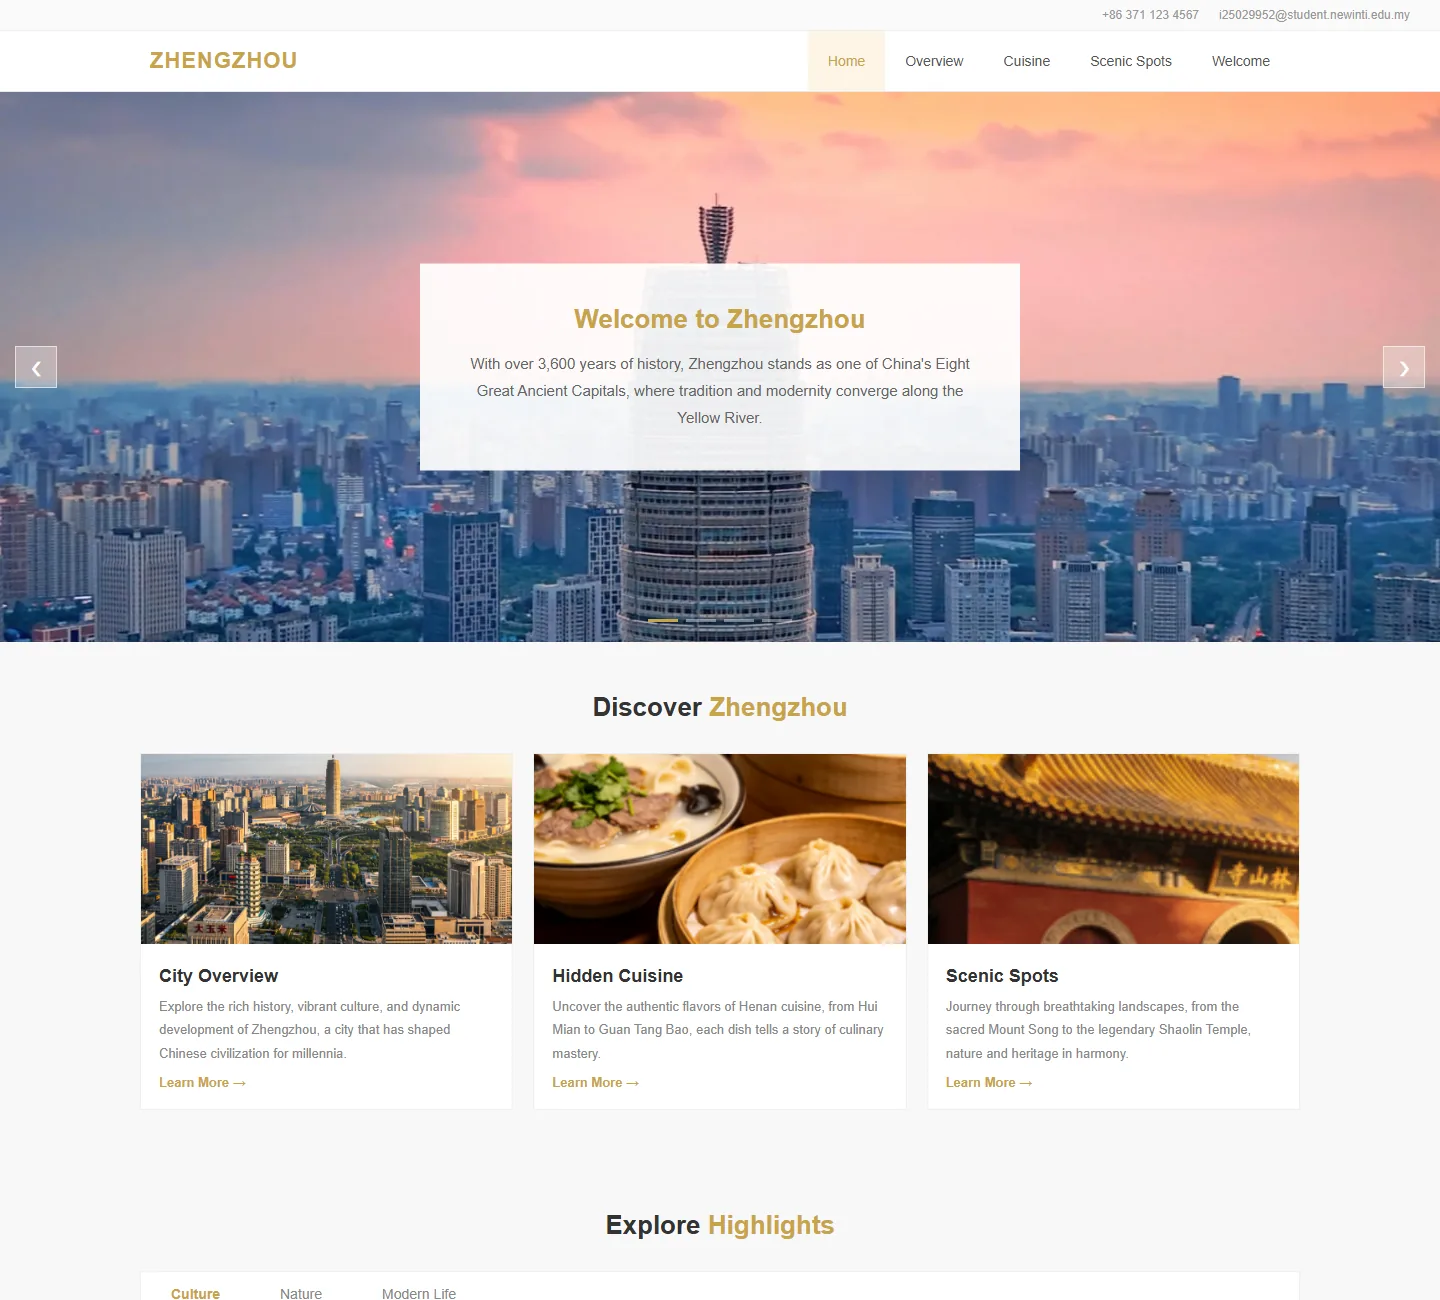 +86 371 123 4567 i25029952@student.newinti.edu.my
ZHENGZHOU
Home Overview Cuisine Scenic Spots Welcome
Welcome to Zhengzhou
With over 3,600 years of history, Zhengzhou stands as one of China's Eight
Great Ancient Capitals, where tradition and modernity converge along the
Yellow River.
❮
❯
Discover Zhengzhou
大玉米
寺山林
City Overview
Explore the rich history, vibrant culture, and dynamic
development of Zhengzhou, a city that has shaped
Chinese civilization for millennia.
Learn More →
Hidden Cuisine
Uncover the authentic flavors of Henan cuisine, from Hui
Mian to Guan Tang Bao, each dish tells a story of culinary
mastery.
Learn More →
Scenic Spots
Journey through breathtaking landscapes, from the
sacred Mount Song to the legendary Shaolin Temple,
nature and heritage in harmony.
Learn More →
Explore Highlights
Culture Nature Modern Life